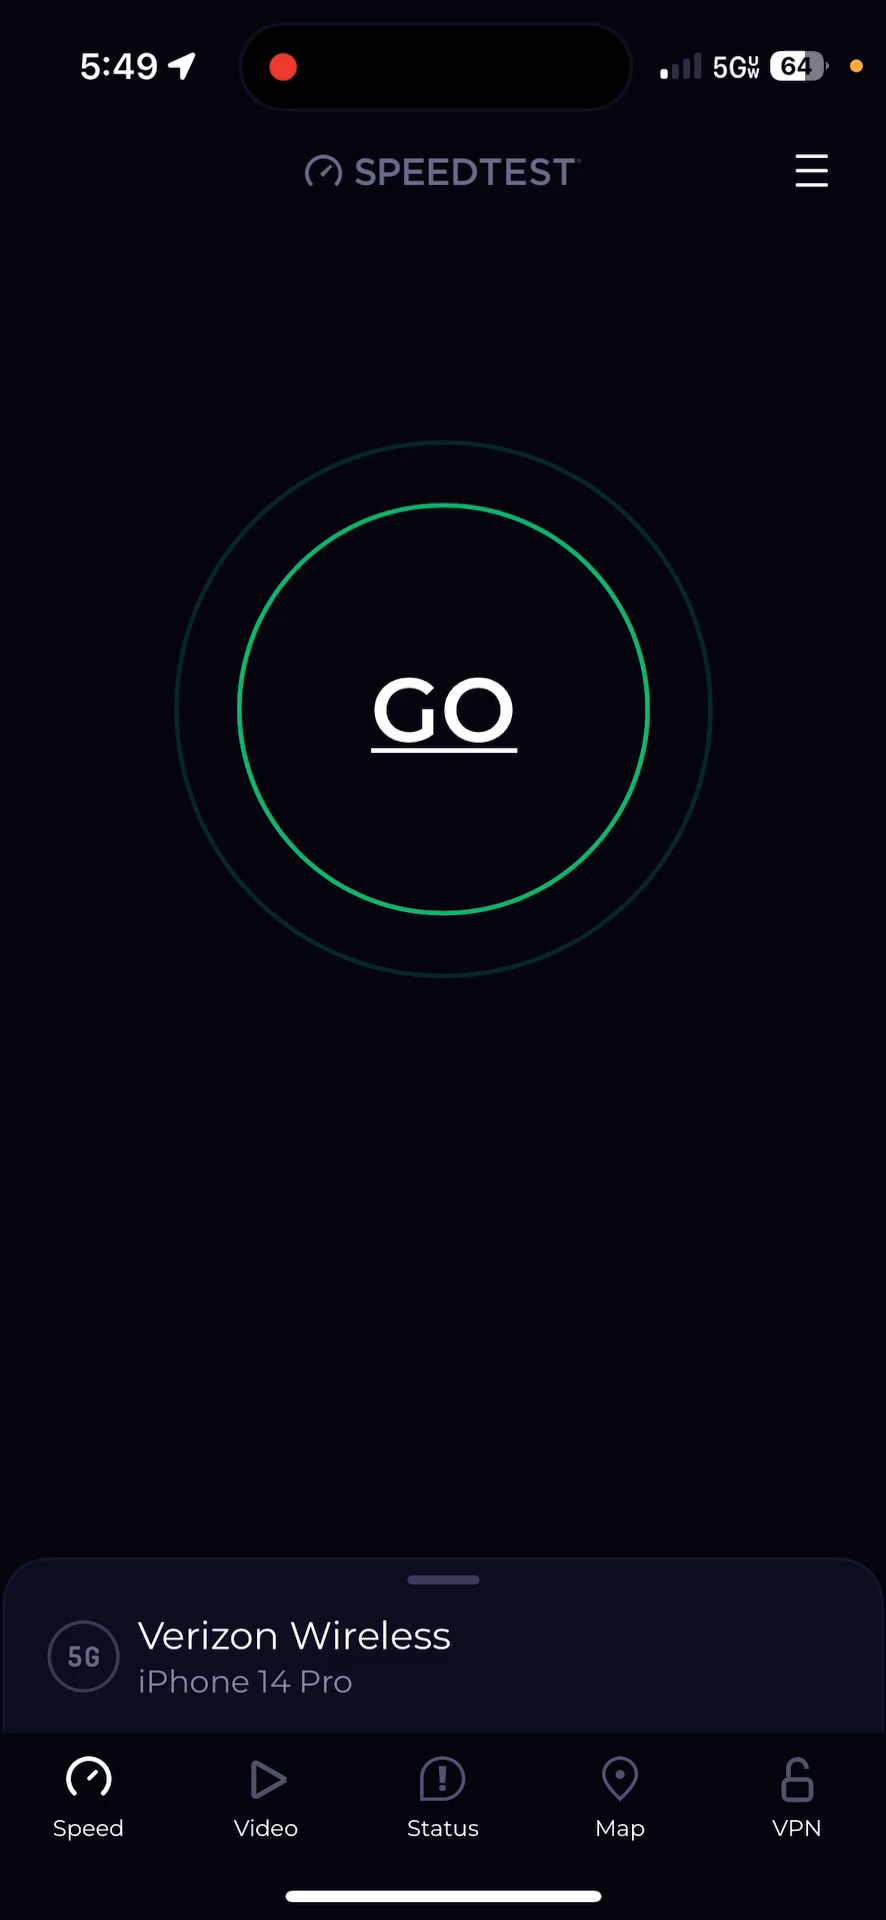 5:49 5GUW 64
SPEEDTEST
GO
5G
Verizon Wireless
iPhone 14 Pro
Speed Video Status Map VPN